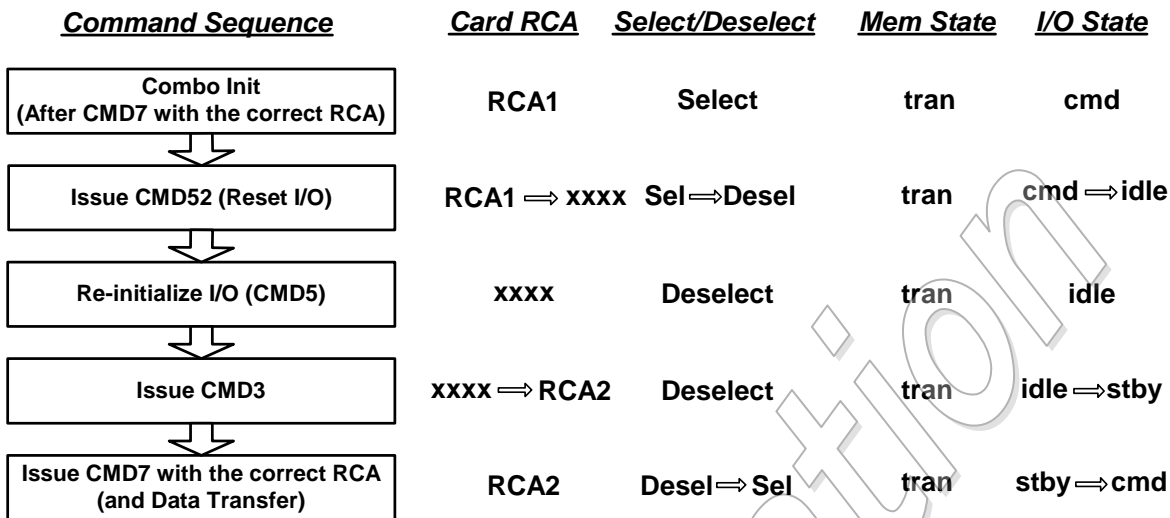 Command Sequence Card RCA Select/Deselect Mem State I/O State
Combo Init
(After CMD7 with the correct RCA)
RCA1 Select tran cmd
Issue CMD52 (Reset I/O) RCA1 ⇒ xxxx Sel⇒Desel tran cmd ⇒idle
Re-initialize I/O (CMD5) xxxx Deselect tran idle
Issue CMD3 xxxx ⇒ RCA2 Deselect tran idle ⇒stby
Issue CMD7 with the correct RCA
(and Data Transfer)
RCA2 Desel⇒ Sel tran stby⇒cmd
ation